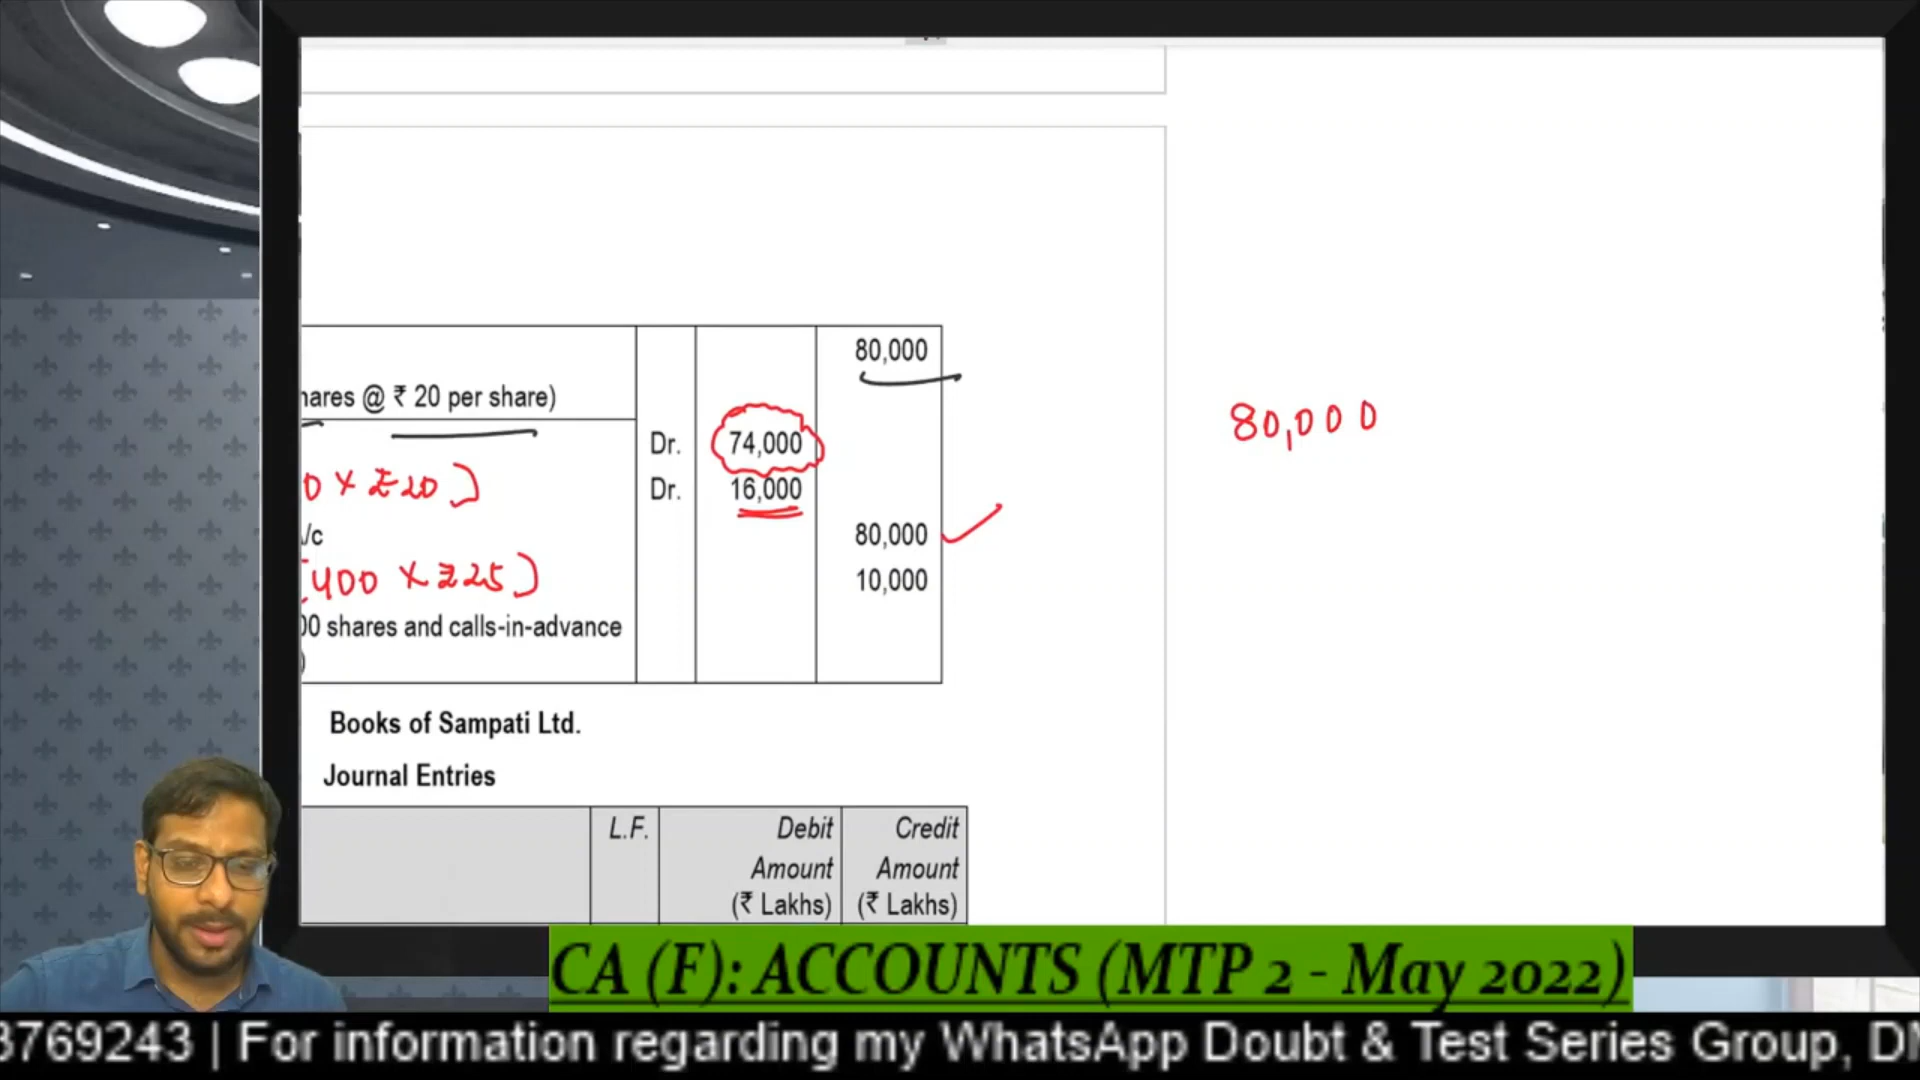 80,000
hares @ ₹ 20 per share)
Dr. 74,000
0 × ₹20)
Dr. 16,000
/c 80,000
[400 × ₹25) 10,000
00 shares and calls-in-advance
)
80,000
Books of Sampati Ltd.
Journal Entries
L.F. Debit Amount (₹ Lakhs) Credit Amount (₹ Lakhs)
CA (F): ACCOUNTS (MTP 2 - May 2022)
3769243 | For information regarding my WhatsApp Doubt & Test Series Group, D